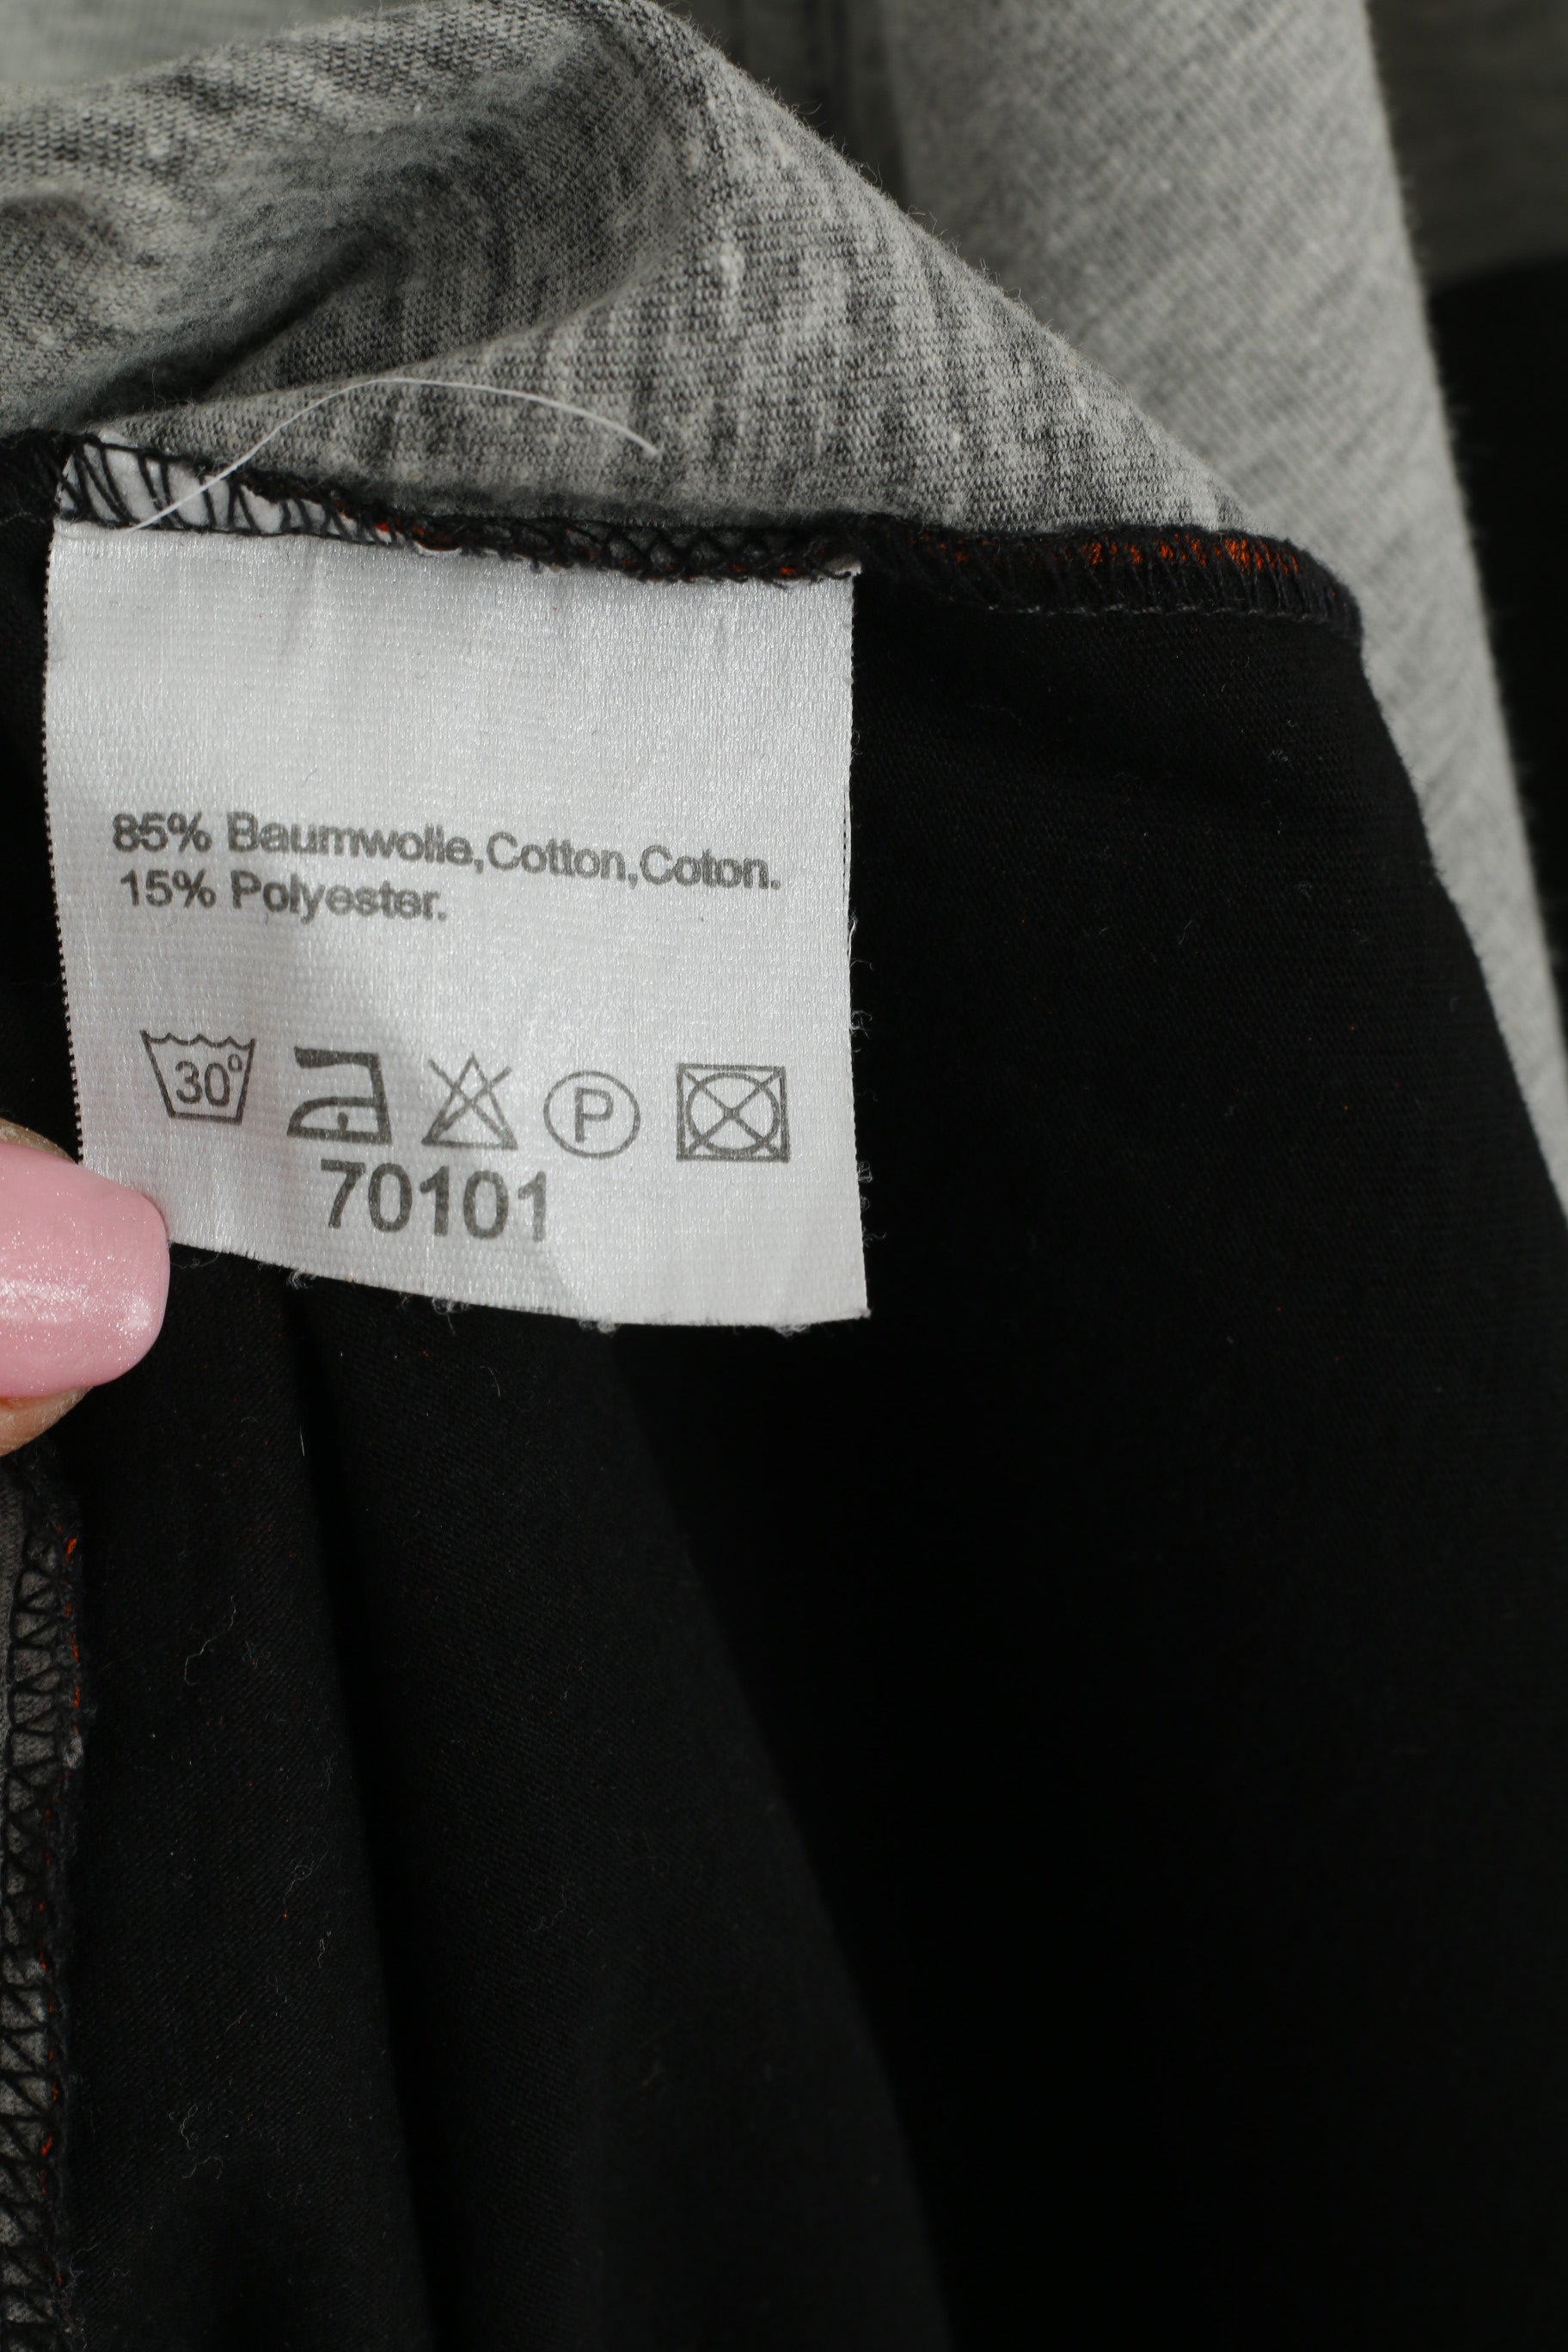 85% Baumwolle,Cotton,Coton.
15% Polyester.
30° P
70101